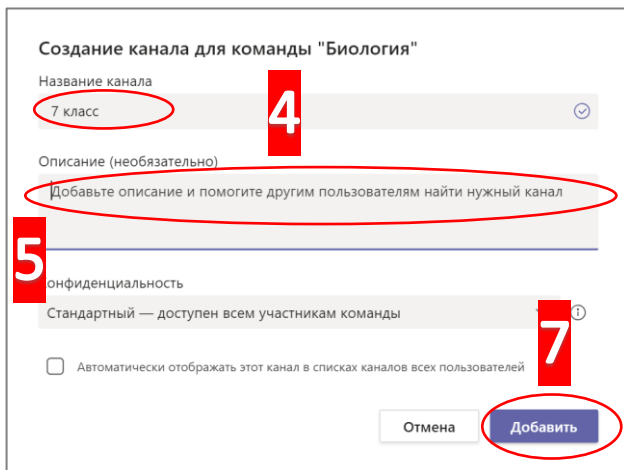 Создание канала для команды "Биология"
Название канала
4
7 класс
Описание (необязательно)
Добавьте описание и помогите другим пользователям найти нужный канал
5
онфиденциальность
Стандартный — доступен всем участникам команды
7
Автоматически отображать этот канал в списках каналов всех пользователей
Отмена
Добавить